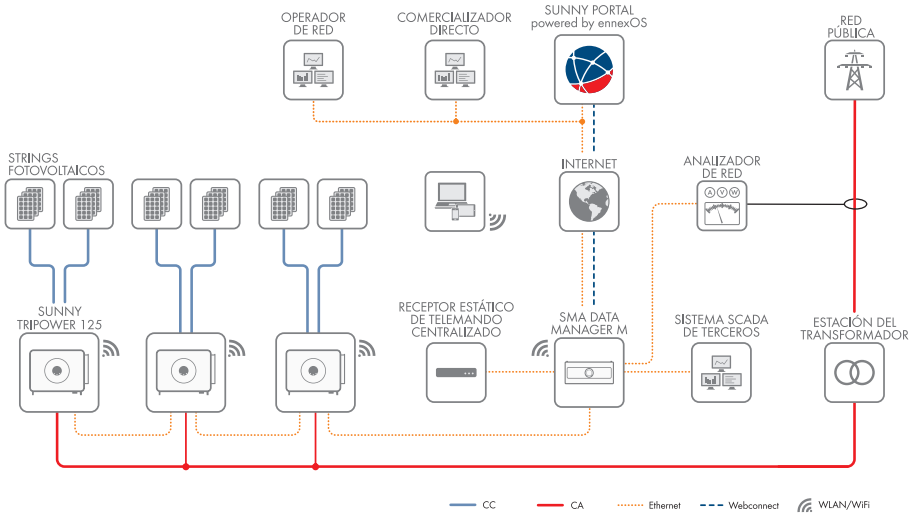 OPERADOR
DE RED
COMERCIALIZADOR
DIRECTO
SUNNY PORTAL
powered by ennexOS
RED
PÚBLICA
STRINGS
FOTOVOLTAICOS
INTERNET
ANALIZADOR
DE RED
A V W
SUNNY
TRIPOWER 125
RECEPTOR ESTÁTICO
DE TELEMANDO
CENTRALIZADO
SMA DATA
MANAGER M
SISTEMA SCADA
DE TERCEROS
ESTACIÓN DEL
TRANSFORMADOR
CC
CA
Ethernet
Webconnect
WLAN/WiFi